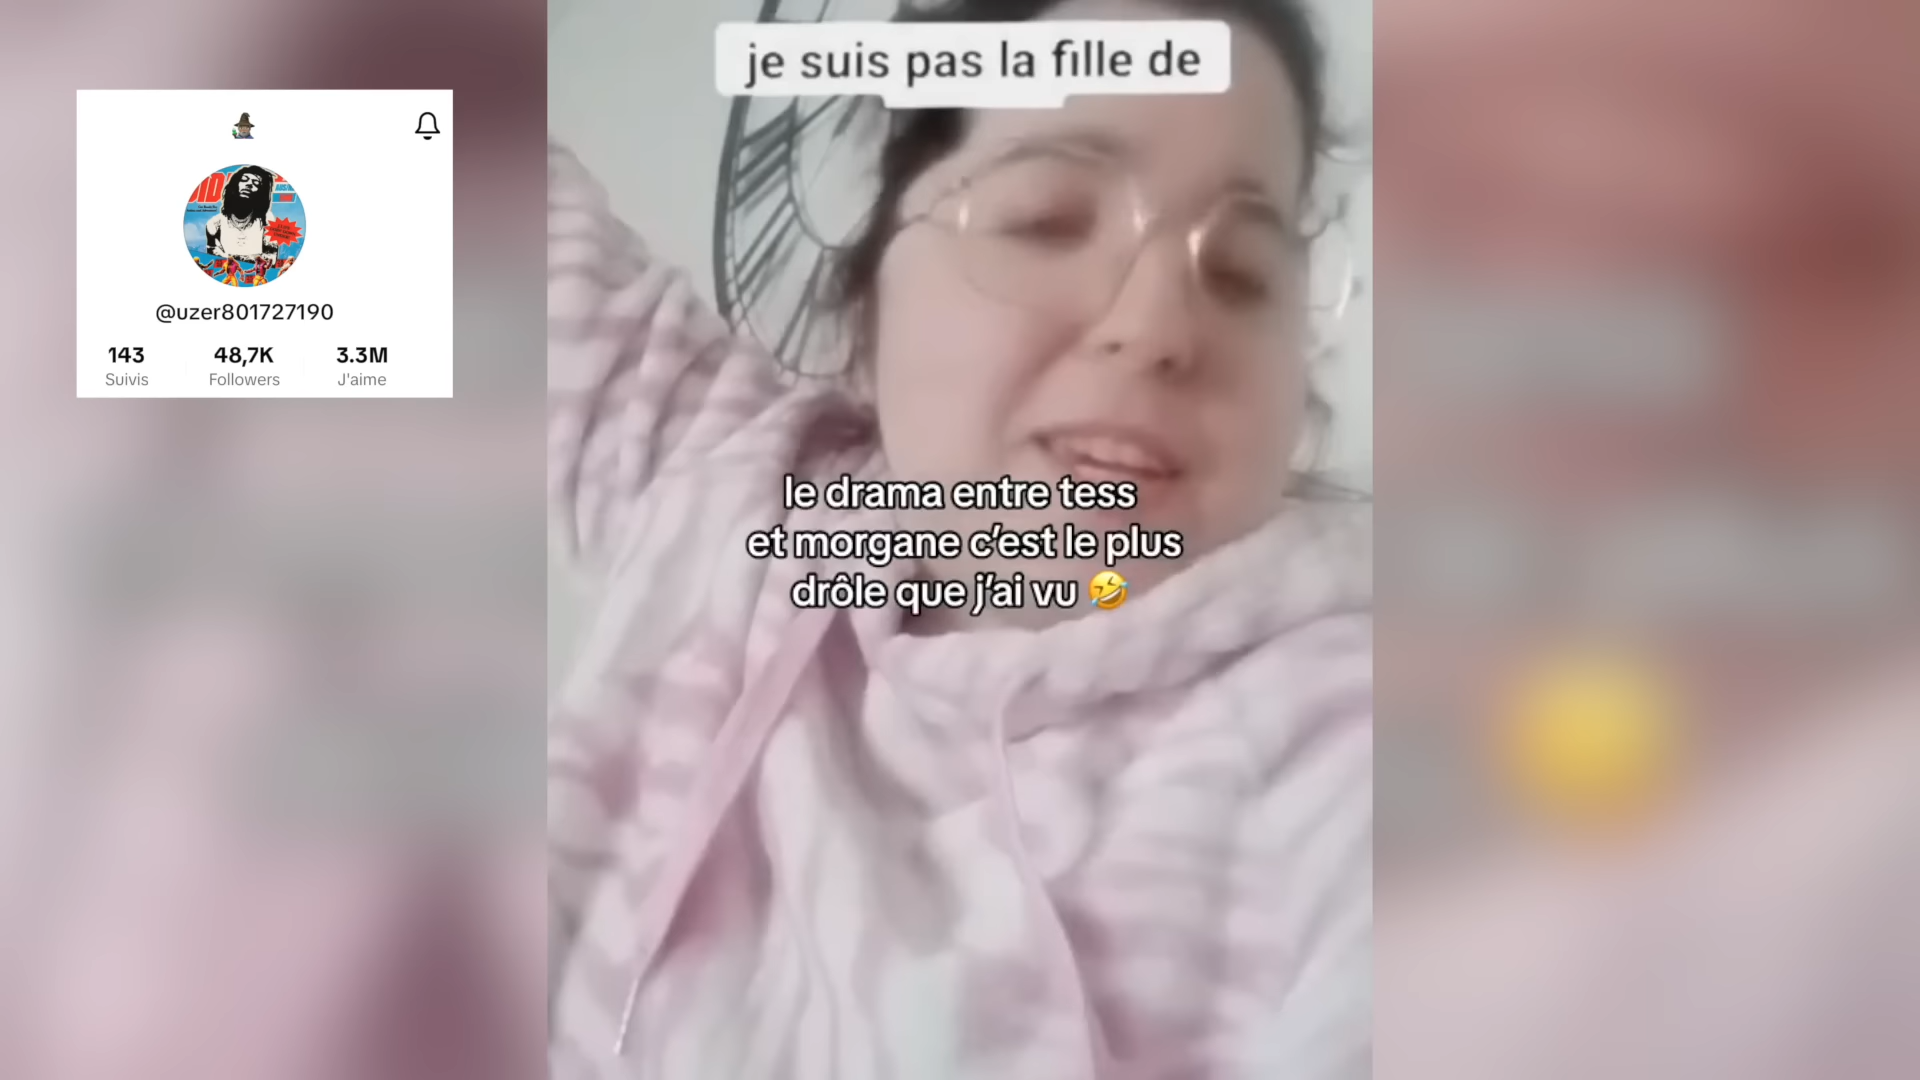 je suis pas la fille de
@uzer801727190
143
48,7K
3.3M
Suivis
Followers
J'aime
le drama entre tess
et morgane c'est le plus
drôle que j'ai vu 🤣